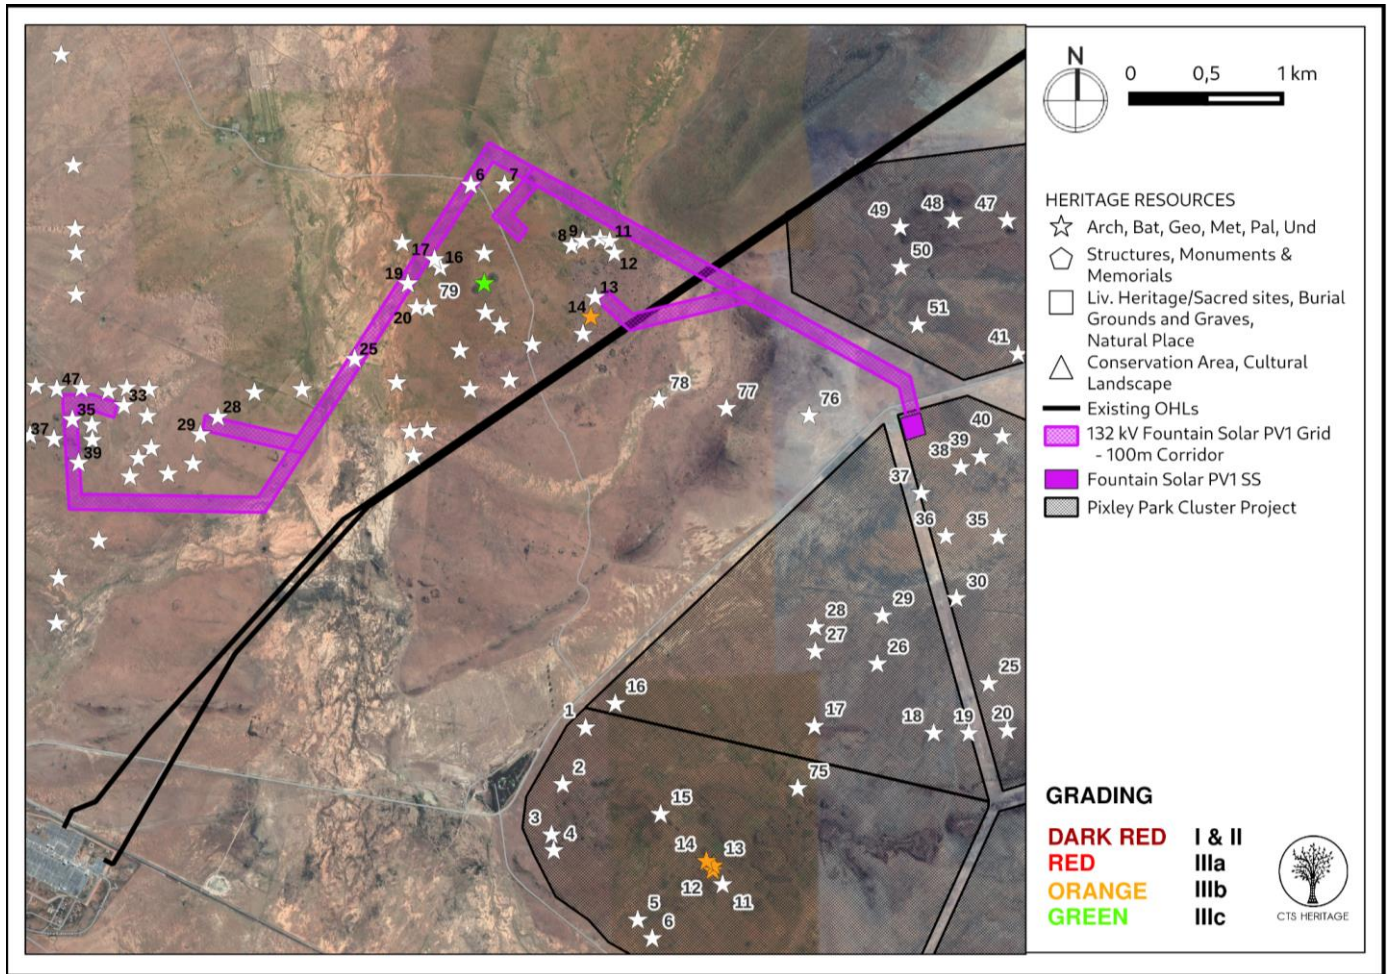 N
0 0,5 1 km
HERITAGE RESOURCES
Arch, Bat, Geo, Met, Pal, Und
Structures, Monuments &
Memorials
Liv. Heritage/Sacred sites, Burial
Grounds and Graves,
Natural Place
Conservation Area, Cultural
Landscape
Existing OHLs
132 kV Fountain Solar PV1 Grid
- 100m Corridor
Fountain Solar PV1 SS
Pixley Park Cluster Project
GRADING
DARK RED I & II
RED IIIa
ORANGE IIIb
GREEN IIIc
CTS HERITAGE
6 7
49 48 47
8 9 11
17 16 12
50
19 79 13
20 14
51
25 41
47 33 78 77 76
35 28
37 29 40
39 38 39
37
36 35
30
28 29
27 26
25
16
1 17 18 19 20
2 75
3 4 15
14 13
12 11
5 6